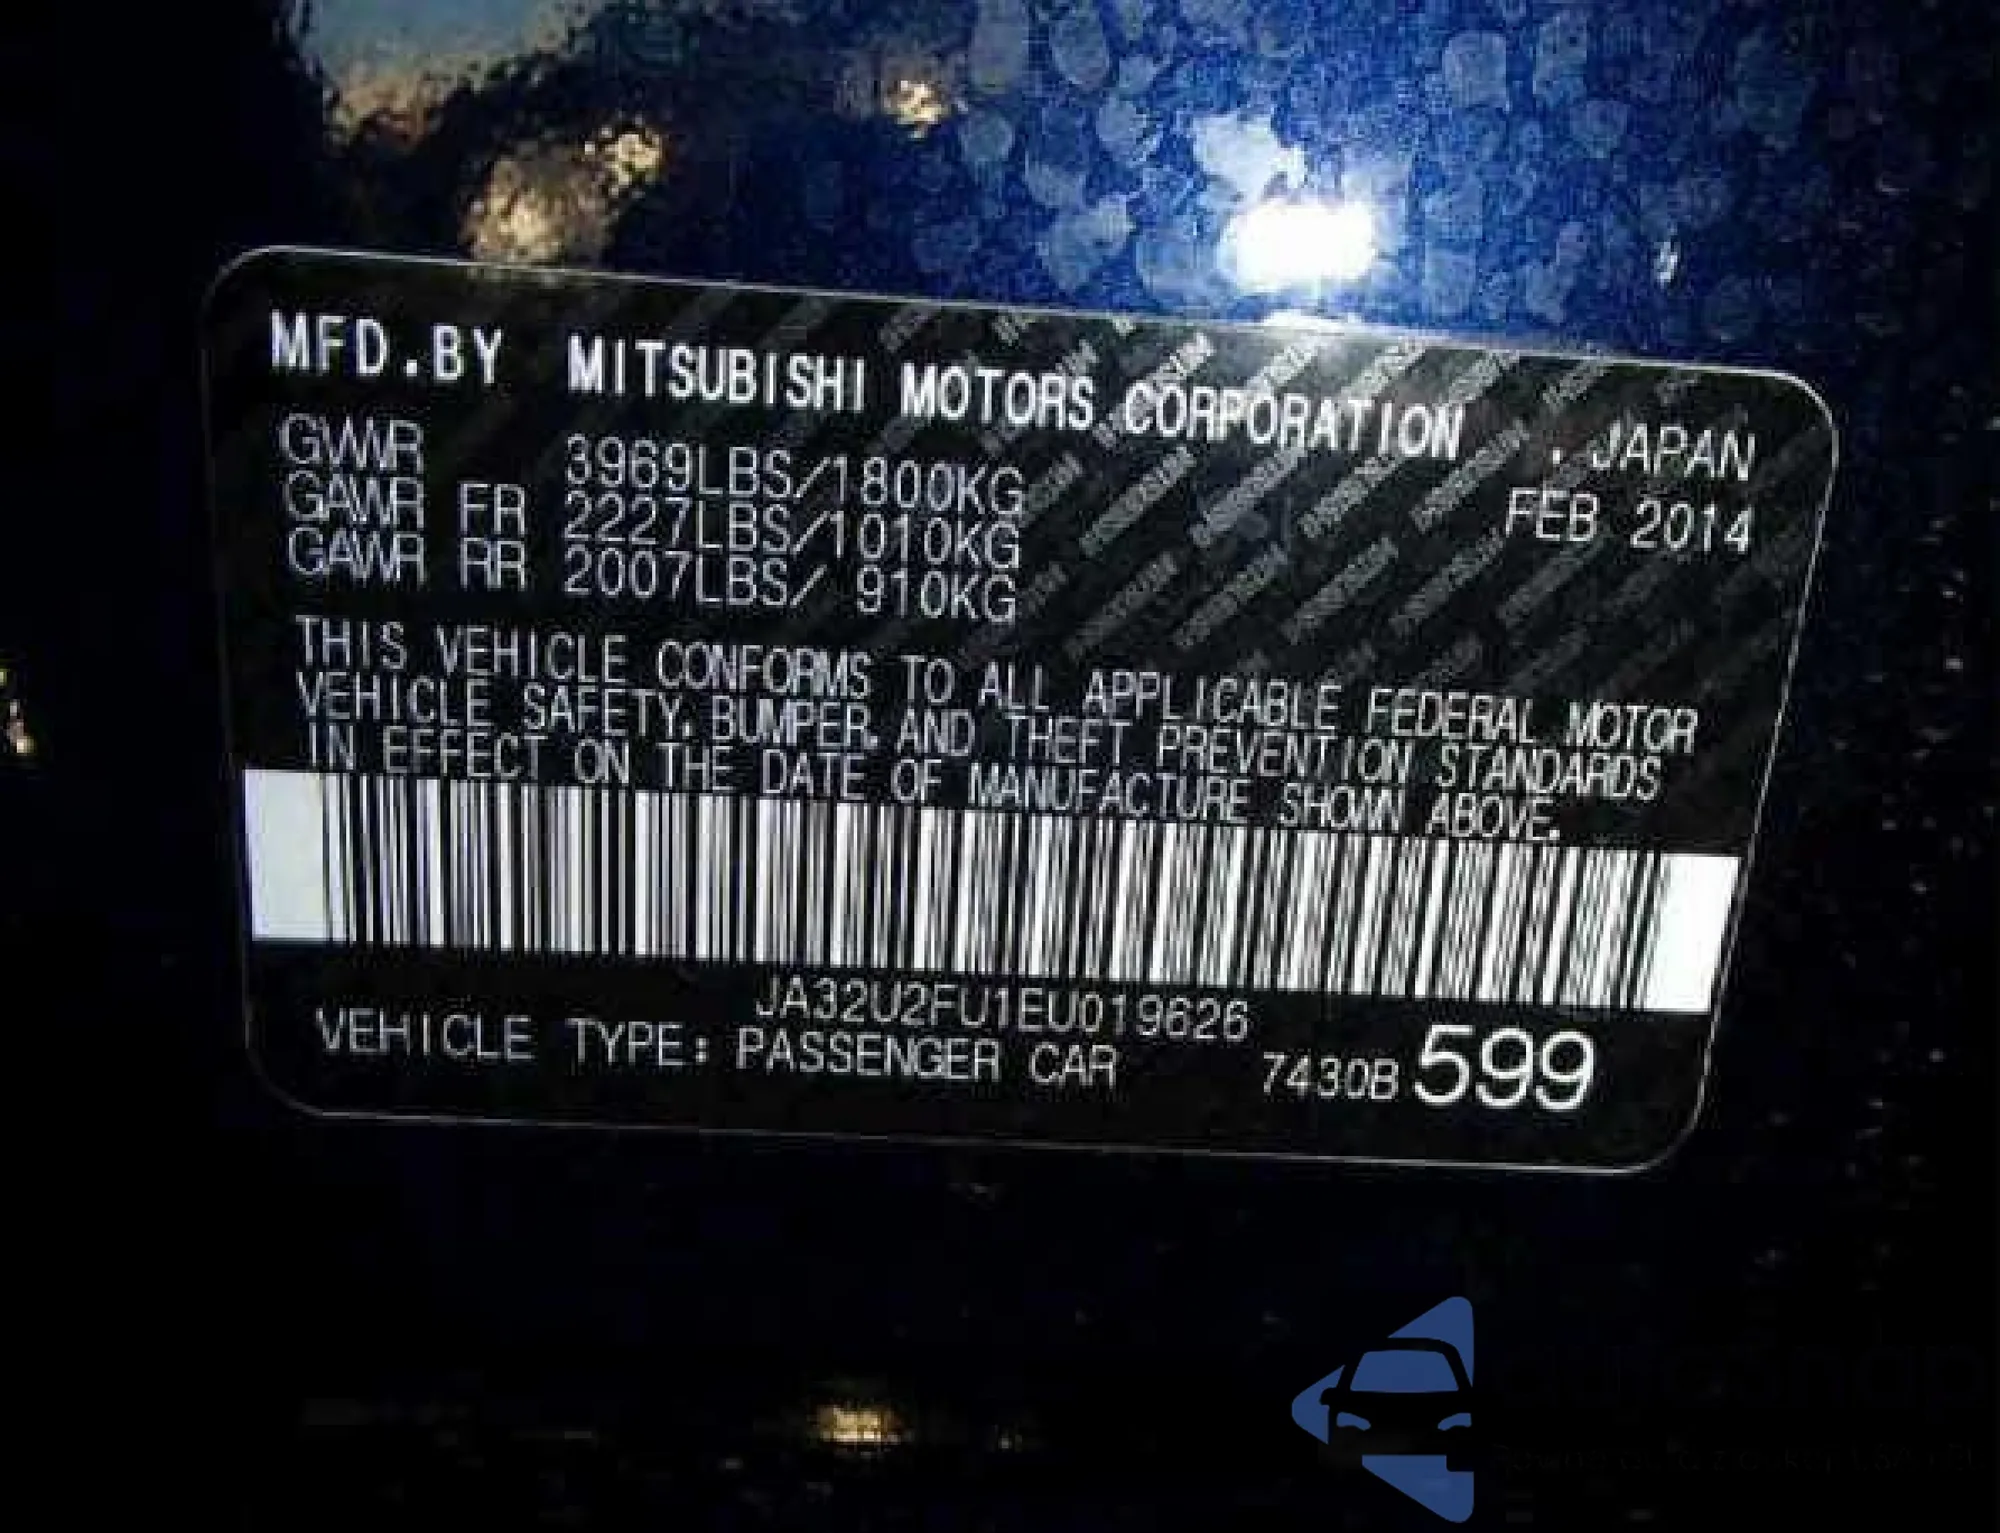 MFD.BY MITSUBISHI MOTORS CORPORATION . JAPAN
GVWR 3969LBS/1800KG FEB 2014
GAWR FR 2227LBS/1010KG
GAWR RR 2007LBS/ 910KG
THIS VEHICLE CONFORMS TO ALL APPLICABLE FEDERAL MOTOR
VEHICLE SAFETY, BUMPER, AND THEFT PREVENTION STANDARDS
IN EFFECT ON THE DATE OF MANUFACTURE SHOWN ABOVE.
JA32U2FU1EU019626
VEHICLE TYPE: PASSENGER CAR 7430B 599